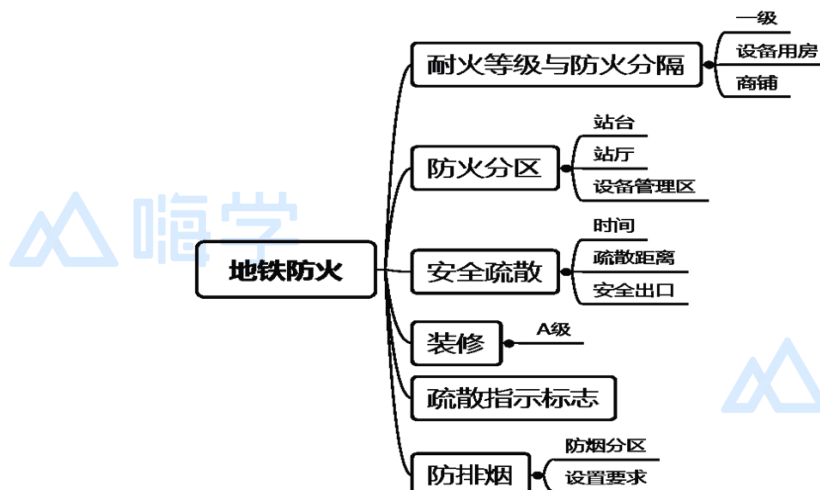 耐火等级与防火分隔
一级
设备用房
商铺
防火分区
站台
站厅
设备管理区
嗨学
地铁防火
安全疏散
时间
疏散距离
安全出口
装修
A级
疏散指示标志
防排烟
防烟分区
设置要求